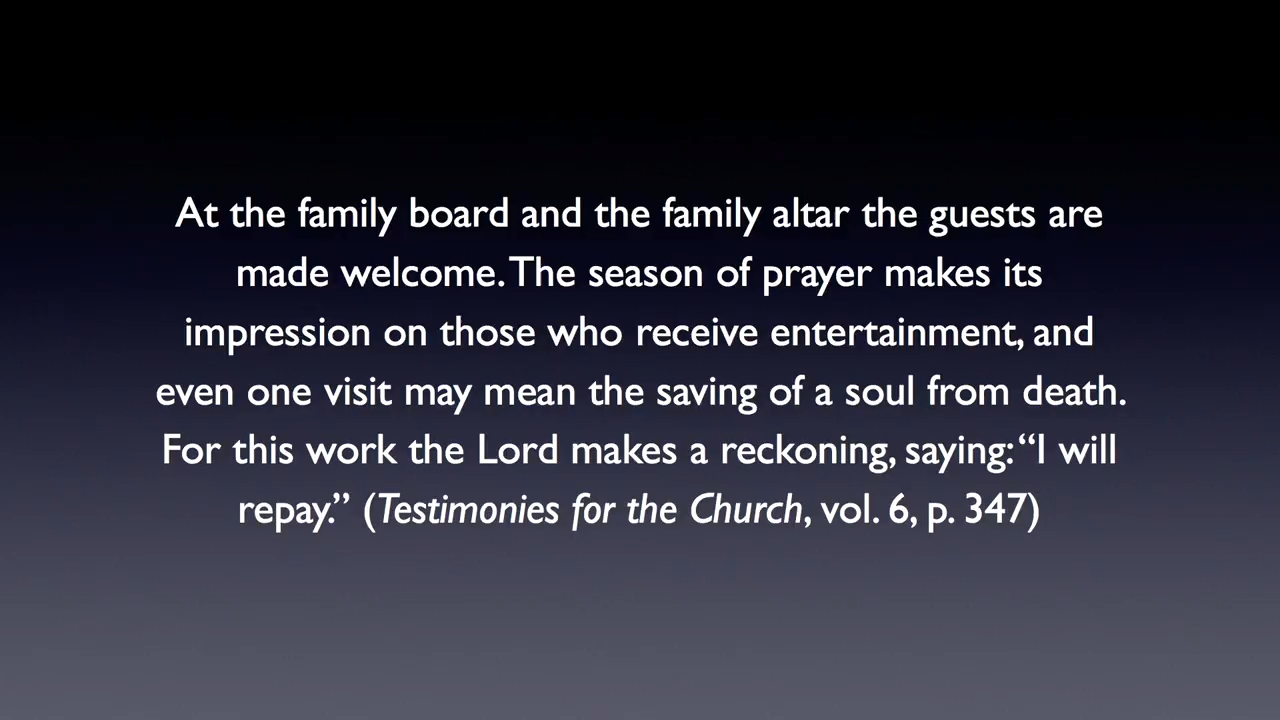 At the family board and the family altar the guests are
made welcome. The season of prayer makes its
impression on those who receive entertainment, and
even one visit may mean the saving of a soul from death.
For this work the Lord makes a reckoning, saying: “I will
repay.” (Testimonies for the Church, vol. 6, p. 347)